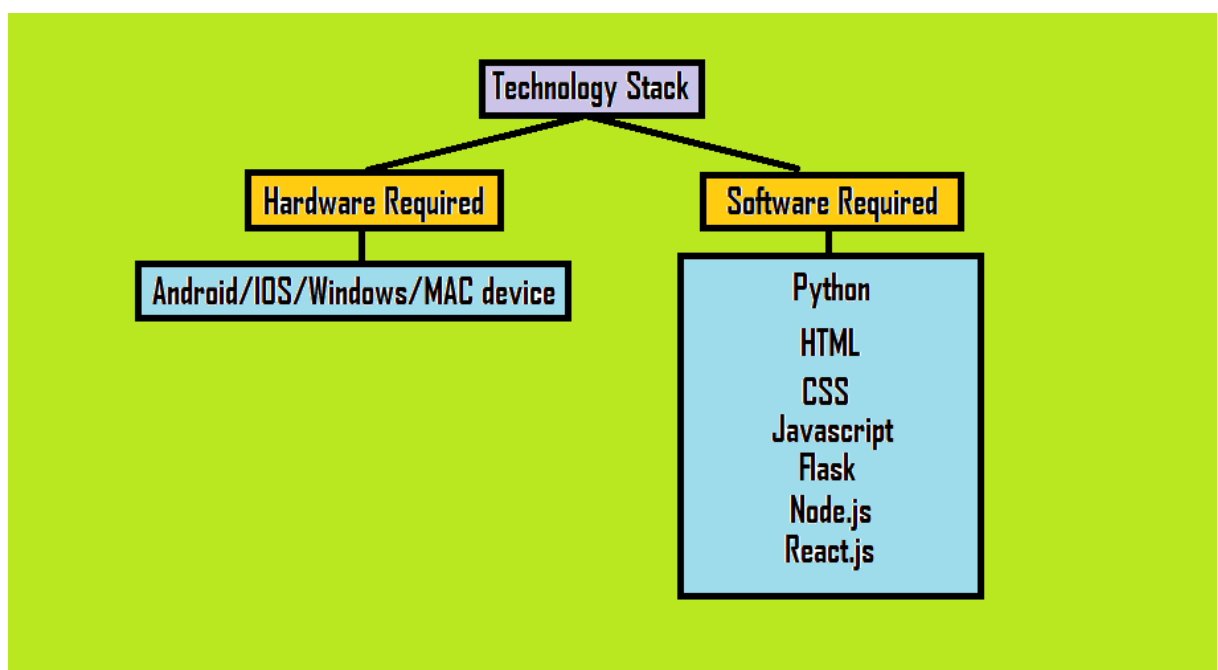 Technology Stack
Hardware Required
Software Required
Android/IOS/Windows/MAC device
Python
HTML
CSS
Javascript
Flask
Node.js
React.js